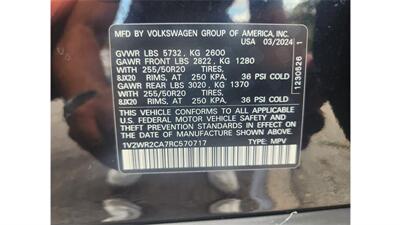 MFD BY VOLKSWAGEN GROUP OF AMERICA, INC.
USA 03/2024
GVWR LBS 5732, KG 2600
GAWR FRONT LBS 2822, KG 1280
WITH 255/50R20 TIRES,
8JX20 RIMS, AT 250 KPA, 36 PSI COLD
GAWR REAR LBS 3020, KG 1370
WITH 255/50R20 TIRES,
8JX20 RIMS, AT 250 KPA, 36 PSI COLD
THIS VEHICLE CONFORMS TO ALL APPLICABLE
U.S. FEDERAL MOTOR VEHICLE SAFETY AND THEFT
PREVENTION STANDARDS IN EFFECT ON THE DATE OF
MANUFACTURE SHOWN ABOVE.
1V2WR2CA7RC570717 TYPE: MPV
1230526 1